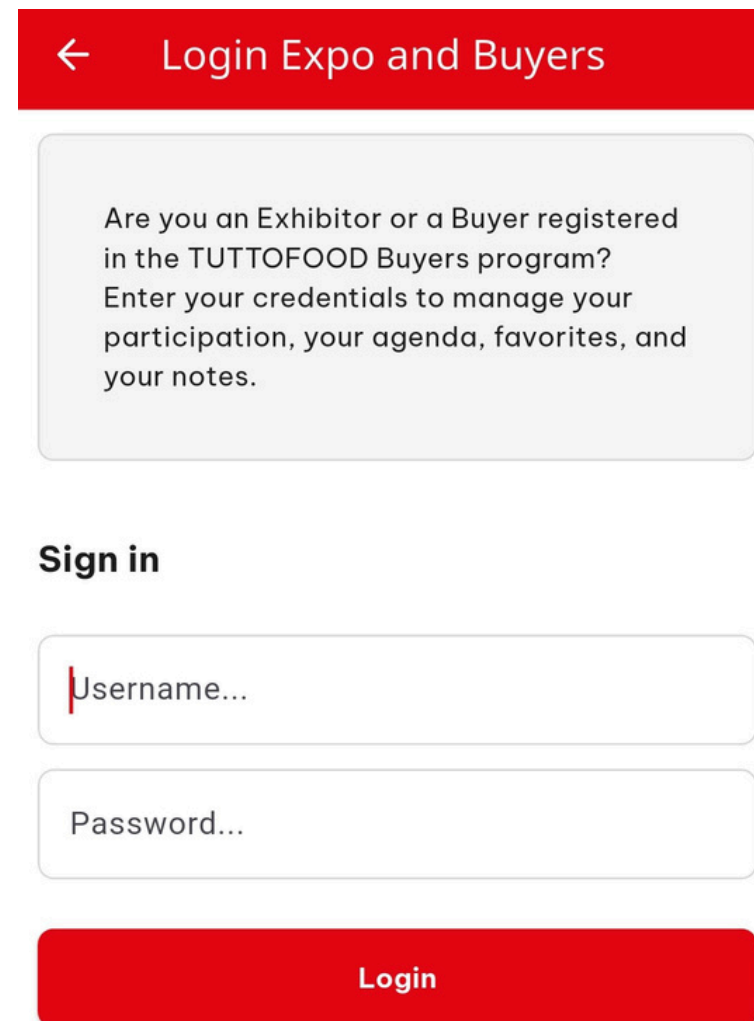 Login Expo and Buyers
Are you an Exhibitor or a Buyer registered
in the TUTTOFOOD Buyers program?
Enter your credentials to manage your
participation, your agenda, favorites, and
your notes.
Sign in
Username...
Password...
Login